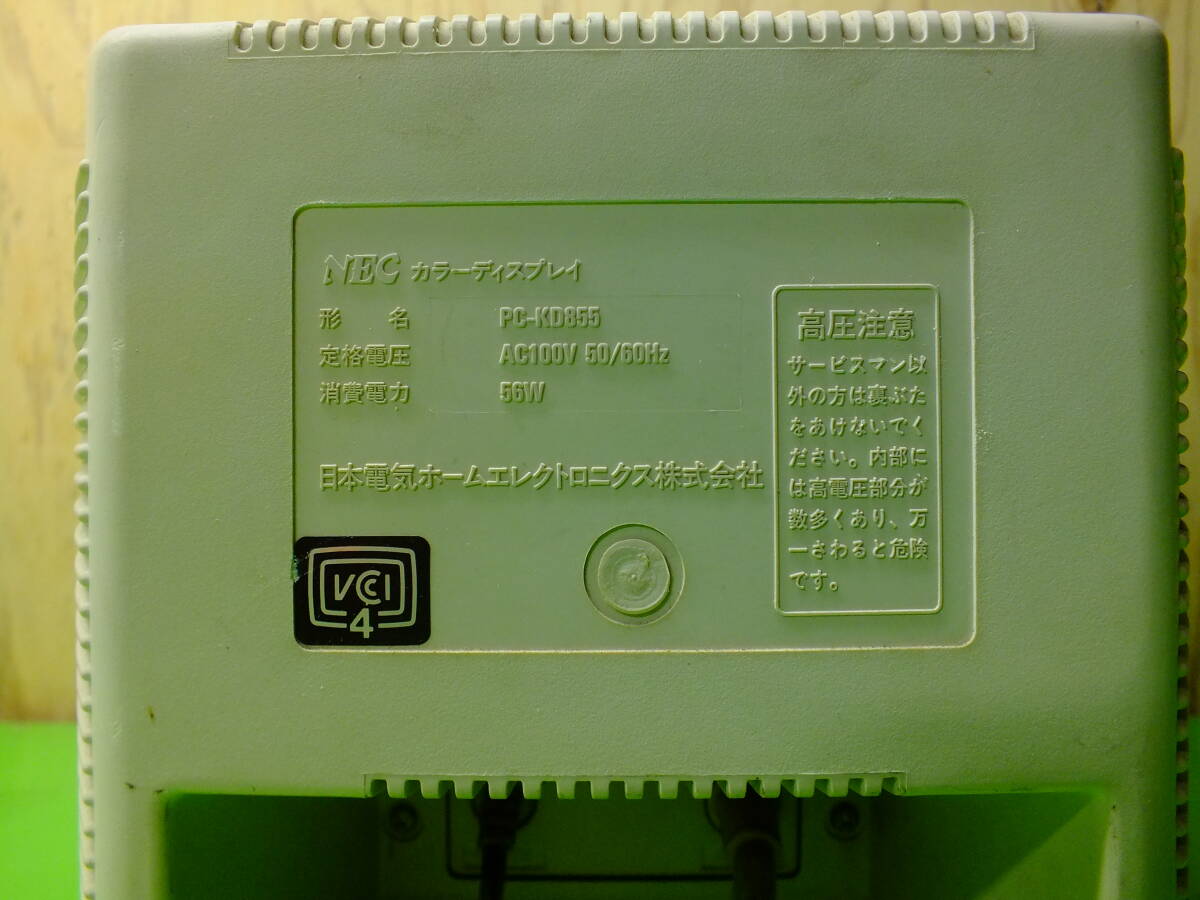 NEC カラーディスプレイ
形 名 PC-KD855
定格電圧 AC100V 50/60Hz
消費電力 56W
日本電気ホームエレクトロニクス株式会社
高圧注意
サービスマン以
外の方は裏ぶた
をあけないでく
ださい。内部に
は高電圧部分が
数多くあり、万
一さわると危険
です。
VCCI
4